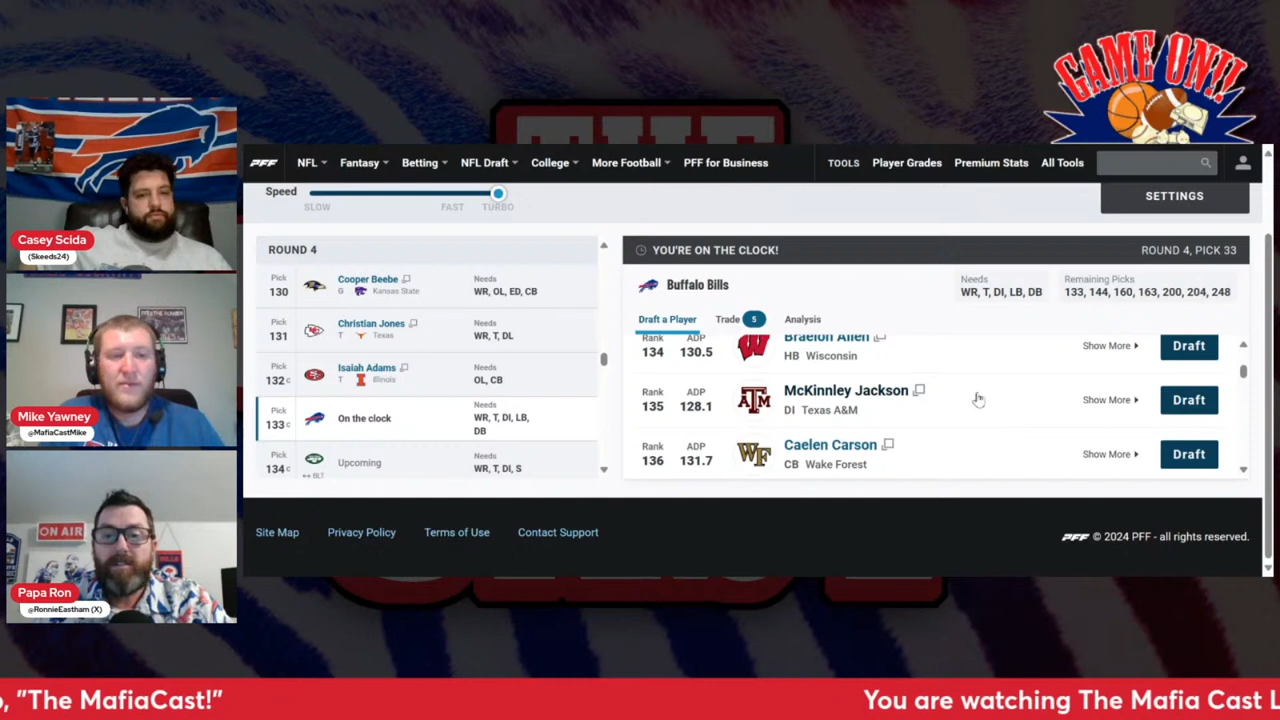 GAME ON!!
PFF
NFL
Fantasy
Betting
NFL Draft
College
More Football
PFF for Business
TOOLS
Player Grades
Premium Stats
All Tools
Speed
SLOW
FAST
TURBO
SETTINGS
ROUND 4
Pick 130
Cooper Beebe
G Kansas State
Needs
WR, OL, ED, CB
Pick 131
Christian Jones
T Texas
Needs
WR, T, DL
Pick 132 c
Isaiah Adams
T Illinois
Needs
OL, CB
Pick 133 c
On the clock
Needs
WR, T, DI, LB,
DB
Pick 134 c
BLT
Upcoming
Needs
WR, T, DI, S
YOU'RE ON THE CLOCK!
ROUND 4, PICK 33
Buffalo Bills
Needs
WR, T, DI, LB, DB
Remaining Picks
133, 144, 160, 163, 200, 204, 248
Draft a Player
Trade 5
Analysis
Rank ADP
134 130.5
Braelon Allen
HB Wisconsin
Show More
Draft
Rank ADP
135 128.1
McKinnley Jackson
DI Texas A&M
Show More
Draft
Rank ADP
136 131.7
Caelen Carson
CB Wake Forest
Show More
Draft
Site Map
Privacy Policy
Terms of Use
Contact Support
PFF © 2024 PFF - all rights reserved.
Casey Scida
(Skeeds24)
Mike Yawney
@MafiaCastMike
ON AIR
Papa Ron
@RonnieEastham (X)
, "The MafiaCast!"
You are watching The Mafia Cast L